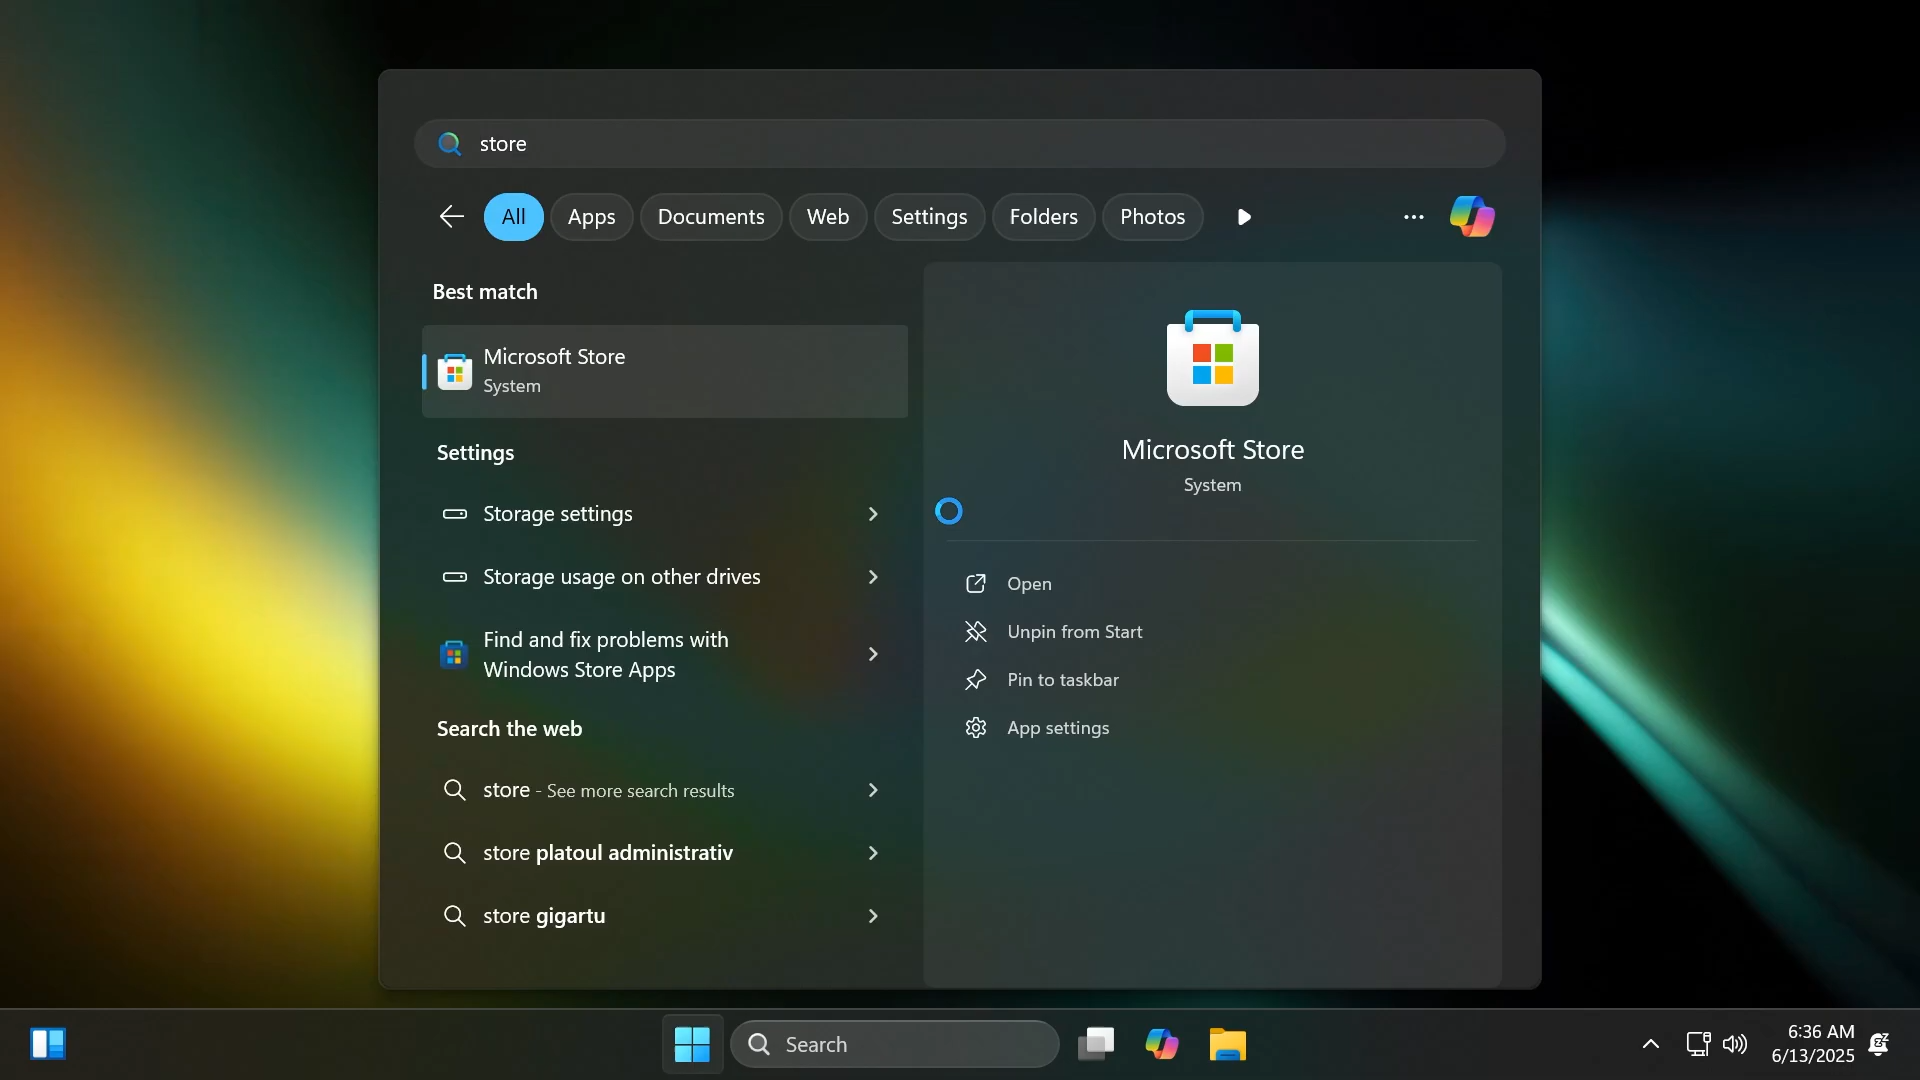 store
All
Apps
Documents
Web
Settings
Folders
Photos
Best match
Microsoft Store
System
Settings
Storage settings
Storage usage on other drives
Find and fix problems with
Windows Store Apps
Search the web
store - See more search results
store platoul administrativ
store gigartu
Microsoft Store
System
Open
Unpin from Start
Pin to taskbar
App settings
Search
6:36 AM
6/13/2025